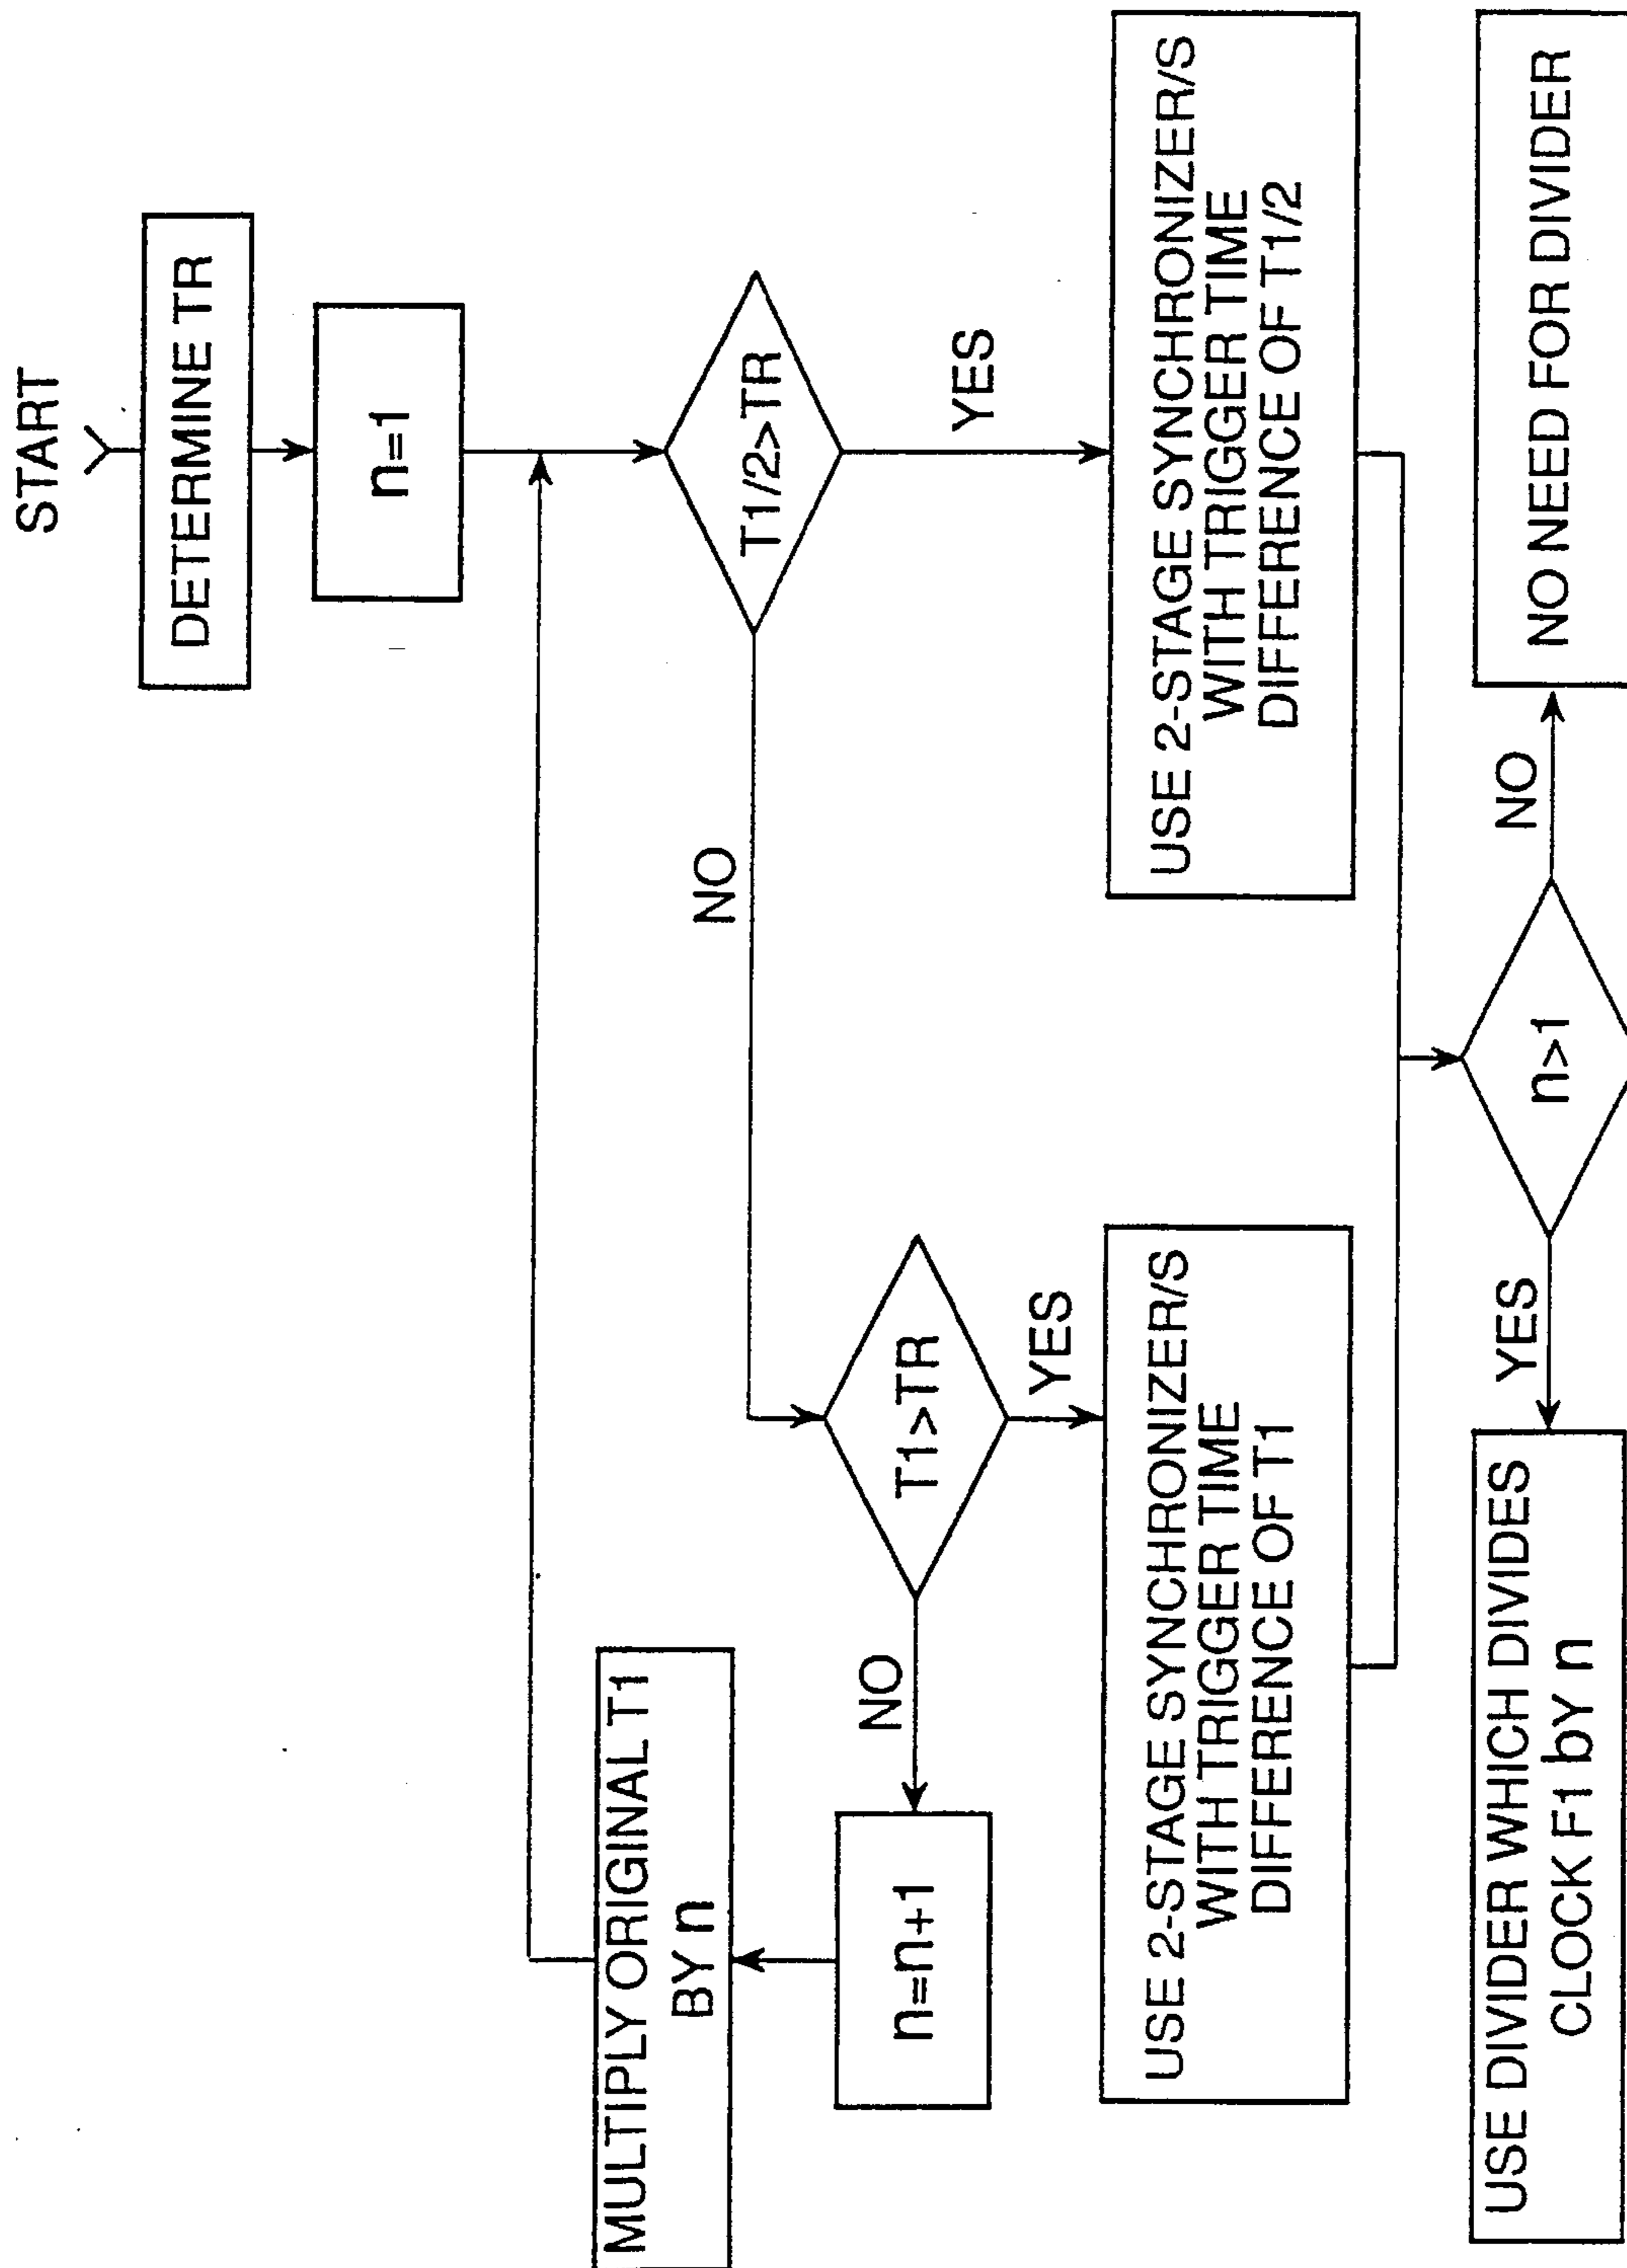 START
DETERMINE TR
n=1
T1/2>TR
YES
NO
USE 2-STAGE SYNCHRONIZER/S
WITH TRIGGER TIME
DIFFERENCE OF T1/2
T1>TR
YES
NO
n=n+1
MULTIPLY ORIGINAL T1
BY n
USE 2-STAGE SYNCHRONIZER/S
WITH TRIGGER TIME
DIFFERENCE OF T1
n>1
NO
NO NEED FOR DIVIDER
YES
USE DIVIDER WHICH DIVIDES
CLOCK F1 bY n